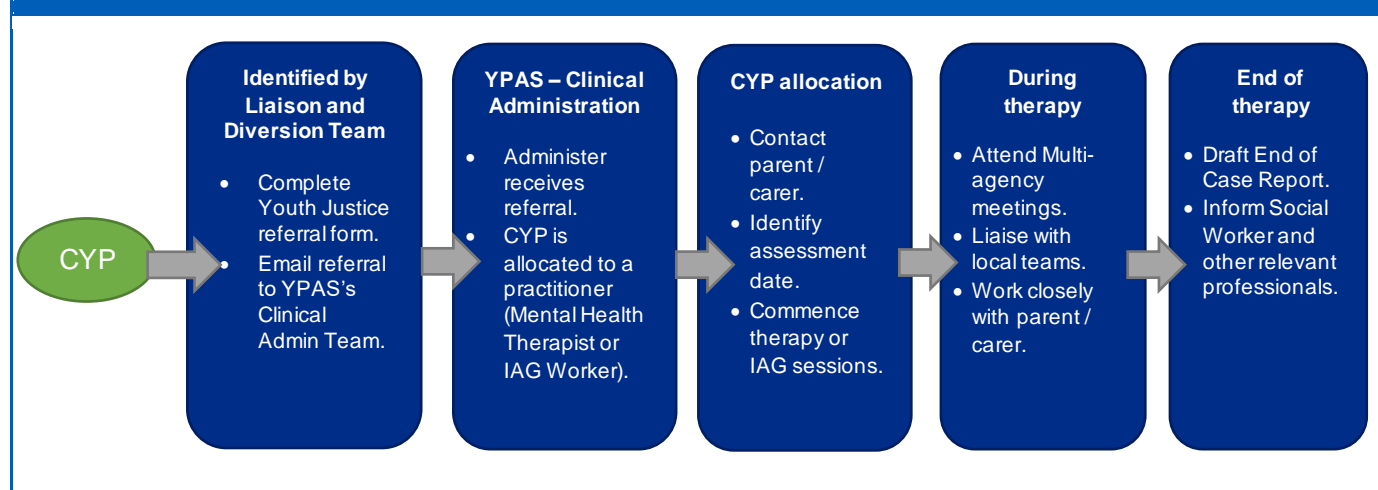 CYP
Identified by
Liaison and
Diversion Team
• Complete
Youth Justice
referral form.
• Email referral
to YPAS's
Clinical
Admin Team.
YPAS – Clinical
Administration
• Administer
receives
referral.
• CYP is
allocated to a
practitioner
(Mental Health
Therapist or
IAG Worker).
CYP allocation
• Contact
parent /
carer.
• Identify
assessment
date.
• Commence
therapy or
IAG sessions.
During
therapy
• Attend Multi-
agency
meetings.
• Liaise with
local teams.
• Work closely
with parent /
carer.
End of
therapy
• Draft End of
Case Report.
• Inform Social
Worker and
other relevant
professionals.